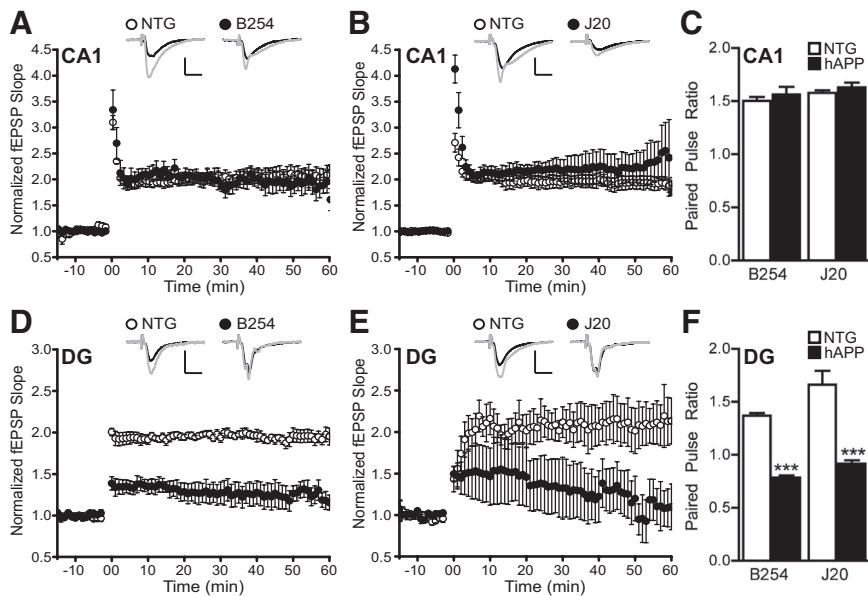 A
CA1
NTG
B254
Normalized fEPSP Slope
4.5
4.0
3.5
3.0
2.5
2.0
1.5
1.0
0.5
-10 00 10 20 30 40 50 60
Time (min)
B
CA1
NTG
J20
Normalized fEPSP Slope
4.5
4.0
3.5
3.0
2.5
2.0
1.5
1.0
0.5
-10 00 10 20 30 40 50 60
Time (min)
C
CA1
NTG
hAPP
Paired Pulse Ratio
2.0
1.5
1.0
0.5
0.0
B254 J20
D
DG
NTG
B254
Normalized fEPSP Slope
3.0
2.5
2.0
1.5
1.0
0.5
-10 00 10 20 30 40 50 60
Time (min)
E
DG
NTG
J20
Normalized fEPSP Slope
3.0
2.5
2.0
1.5
1.0
0.5
-10 00 10 20 30 40 50 60
Time (min)
F
DG
NTG
hAPP
Paired Pulse Ratio
2.0
1.5
1.0
0.5
0.0
***
***
B254 J20